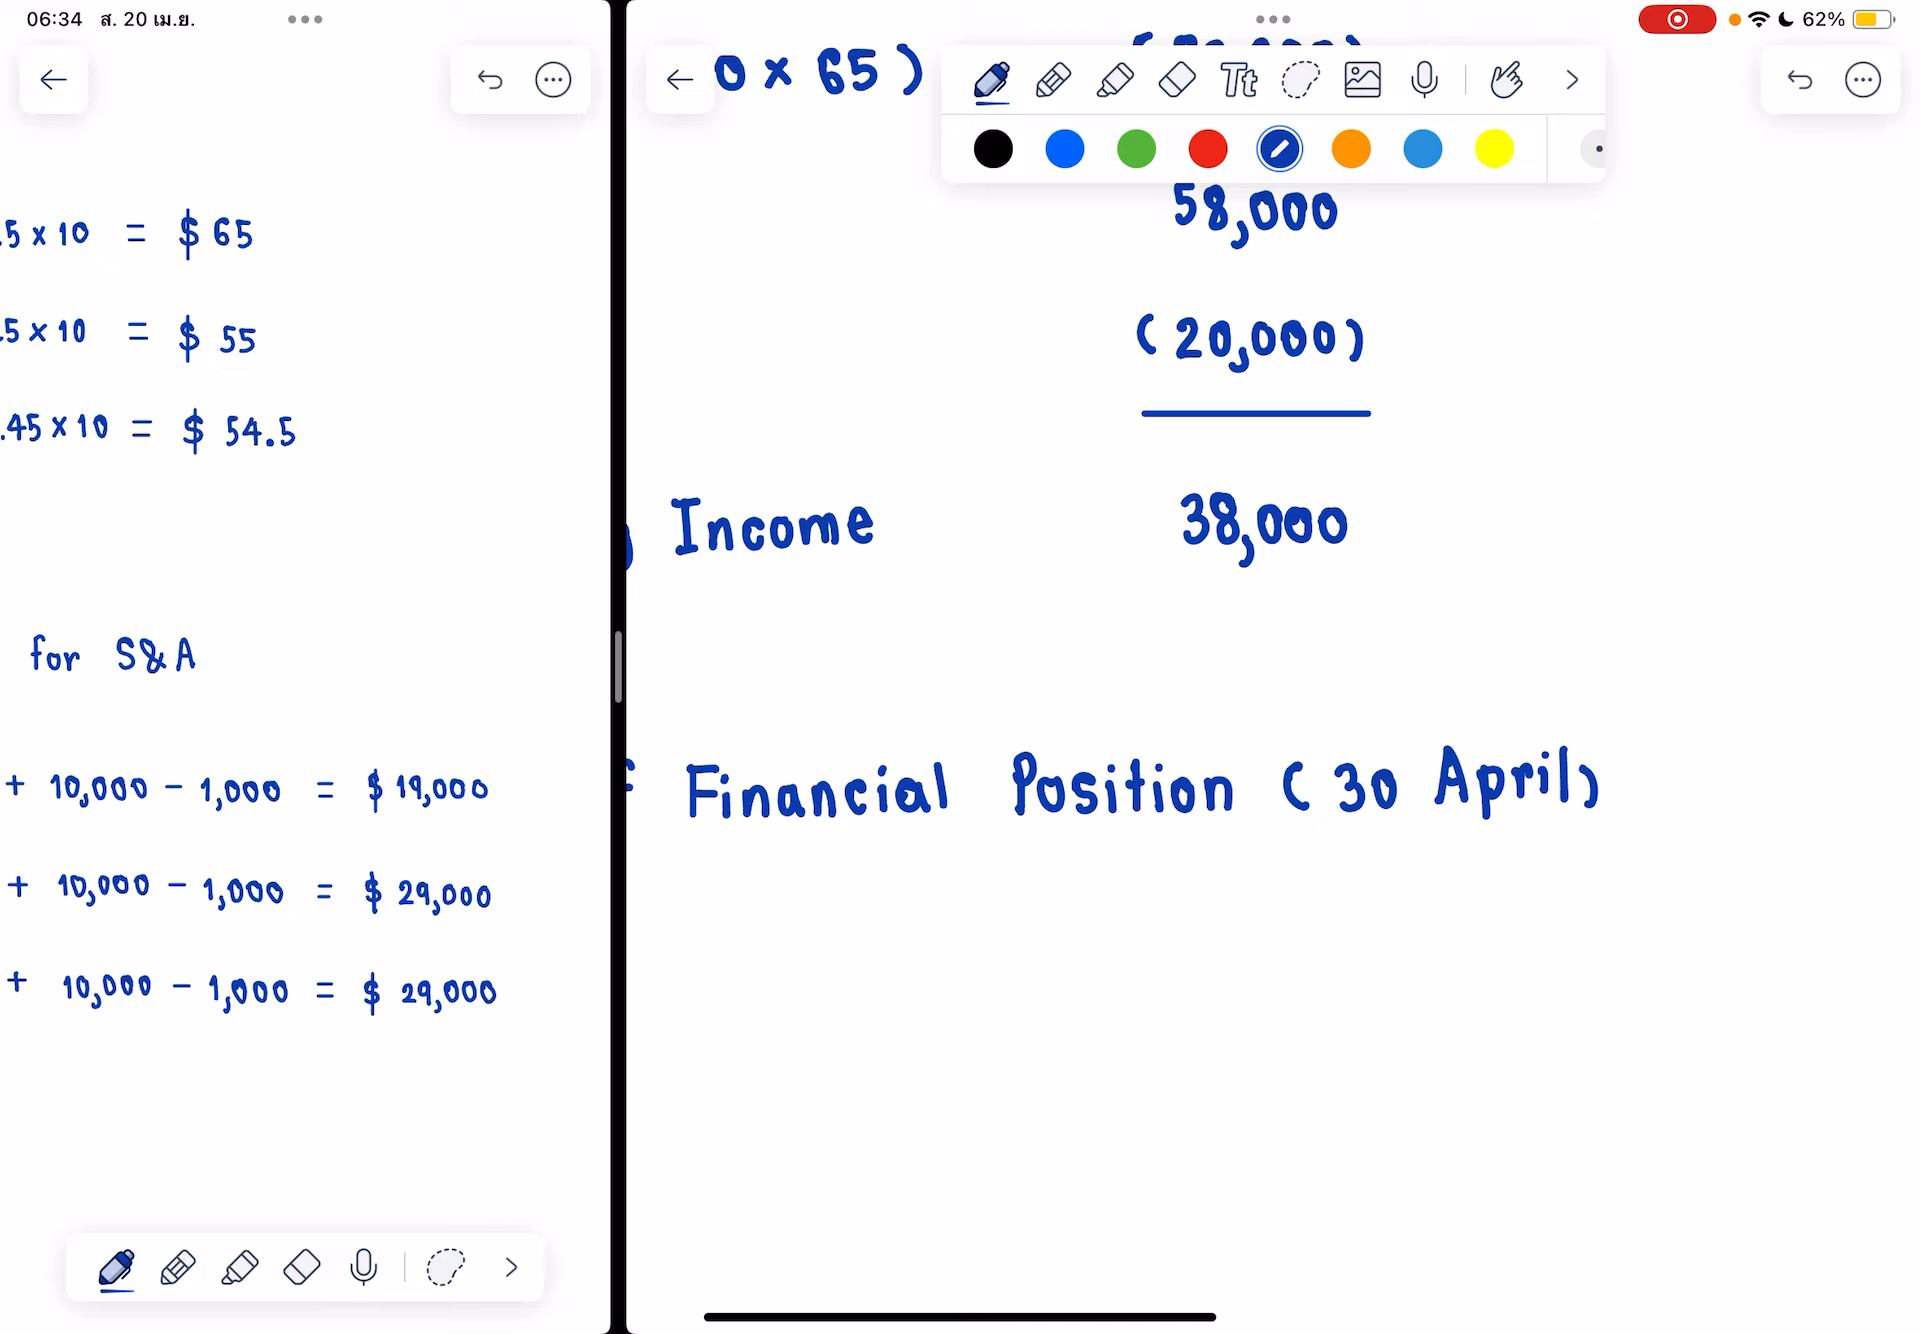 06:34 ส. 20 เม.ย.
62%
.5 x 10 = $ 65
.5 x 10 = $ 55
.45 x 10 = $ 54.5
for S&A
+ 10,000 - 1,000 = $ 19,000
+ 10,000 - 1,000 = $ 29,000
+ 10,000 - 1,000 = $ 29,000
0 x 65 )
Tt
58,000
( 20,000 )
Income 38,000
Financial Position ( 30 April )